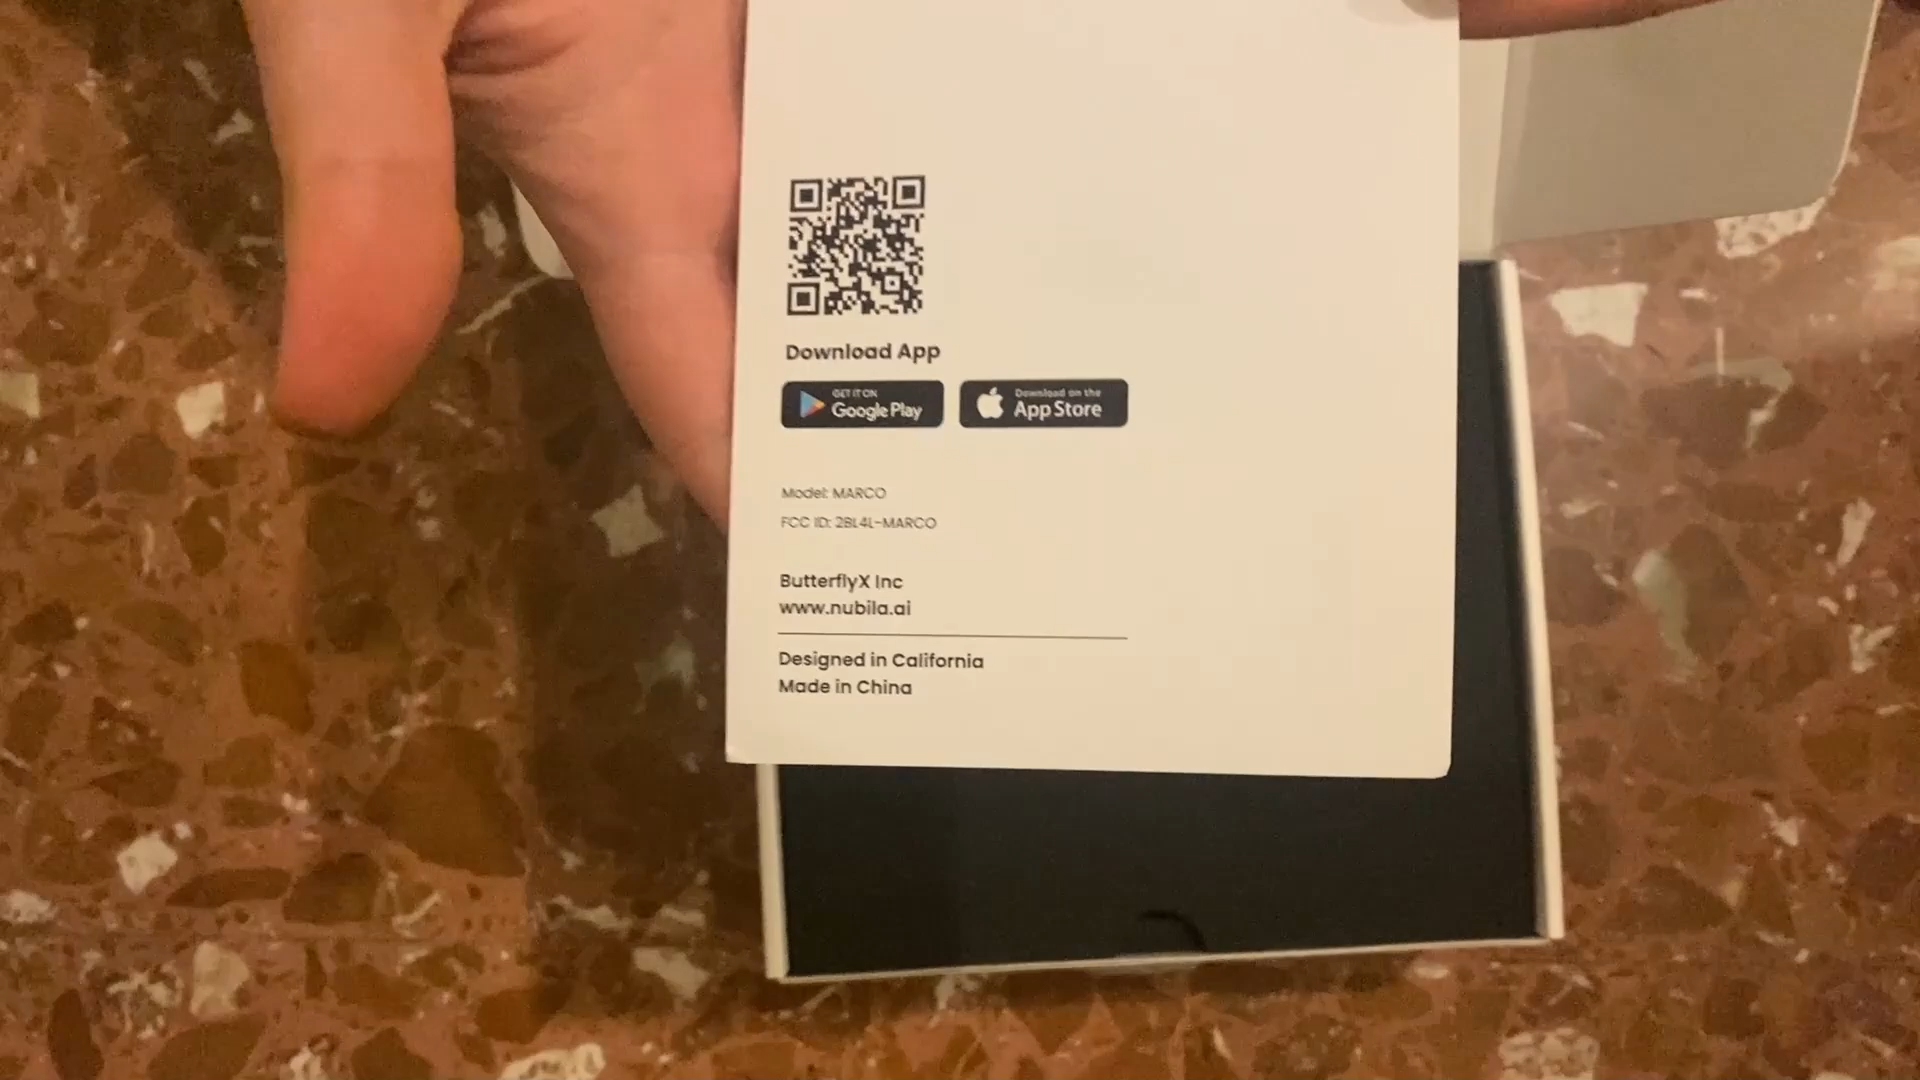 Download App
GET IT ON
Google Play
Download on the
App Store
Model: MARCO
FCC ID: 2BL4L-MARCO
ButterflyX Inc
www.nubila.ai
Designed in California
Made in China